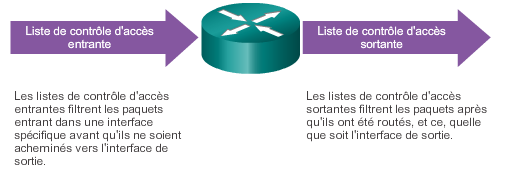 Liste de contrôle d'accès
entrante
Liste de contrôle d'accès
sortante
Les listes de contrôle d'accès
entrantes filtrent les paquets
entrant dans une interface
spécifique avant qu'ils ne soient
acheminés vers l'interface de
sortie.
Les listes de contrôle d'accès
sortantes filtrent les paquets après
qu'ils ont été routés, et ce, quelle
que soit l'interface de sortie.